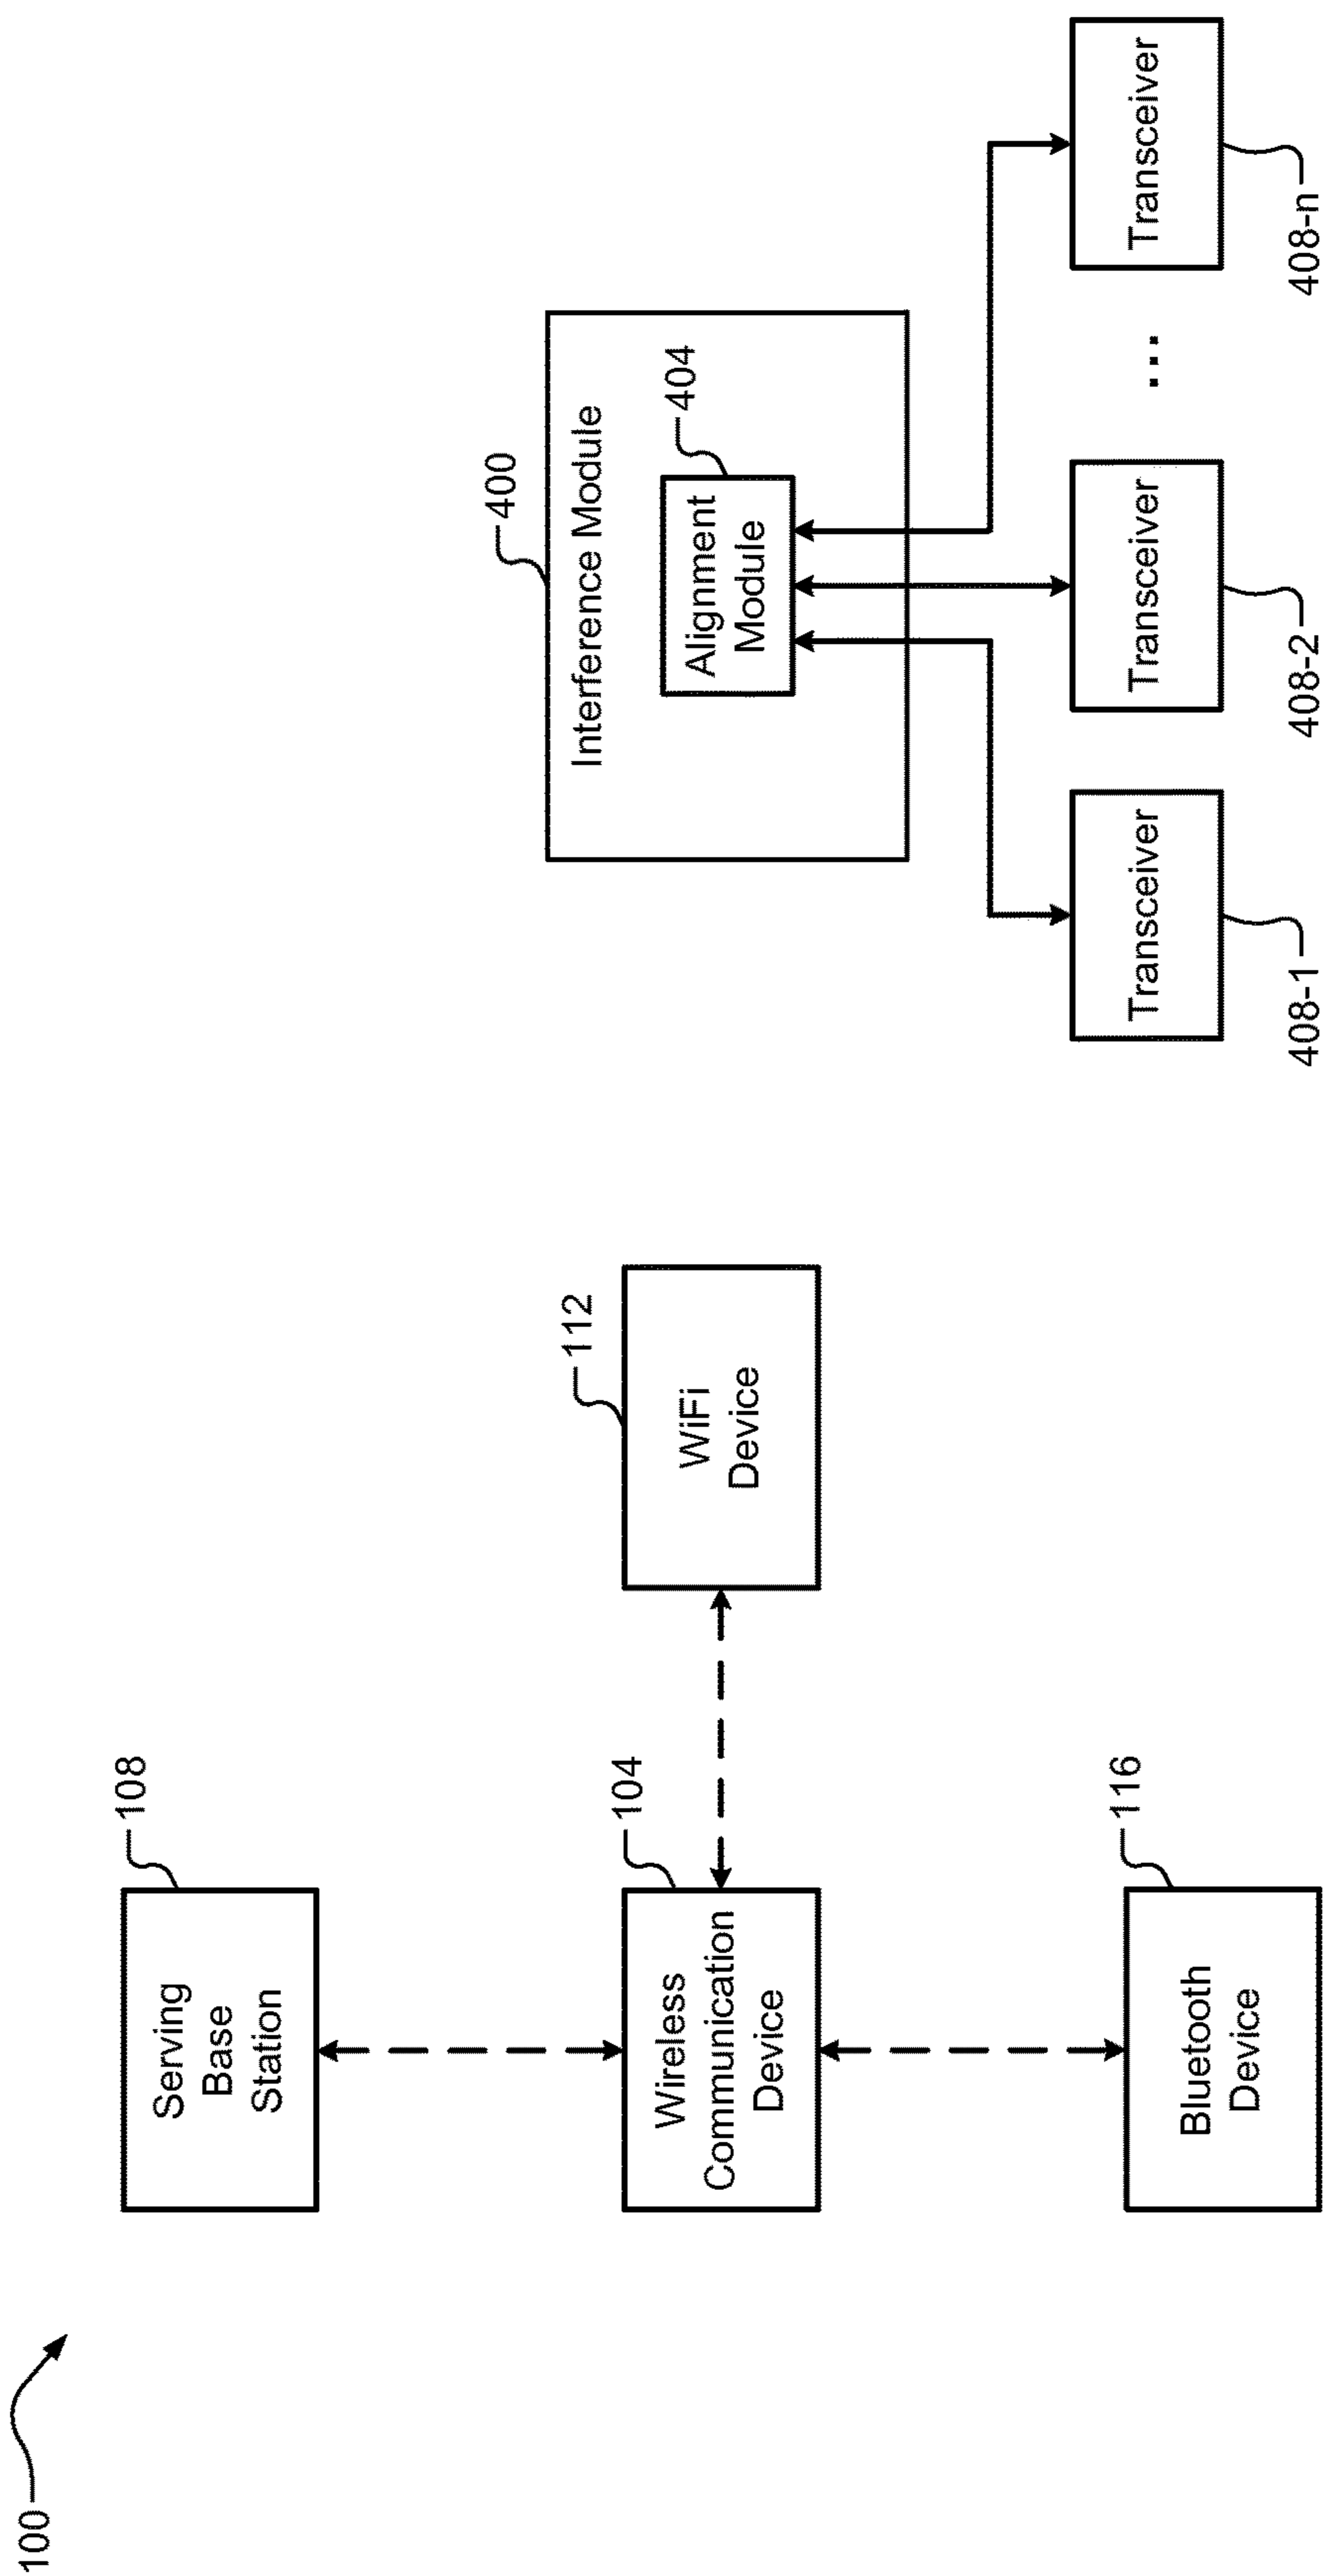 100
108
Serving
Base
Station
104
Wireless
Communication
Device
112
WiFi
Device
116
Bluetooth
Device
400
Interference Module
404
Alignment
Module
Transceiver
Transceiver
...
Transceiver
408-1
408-2
408-n